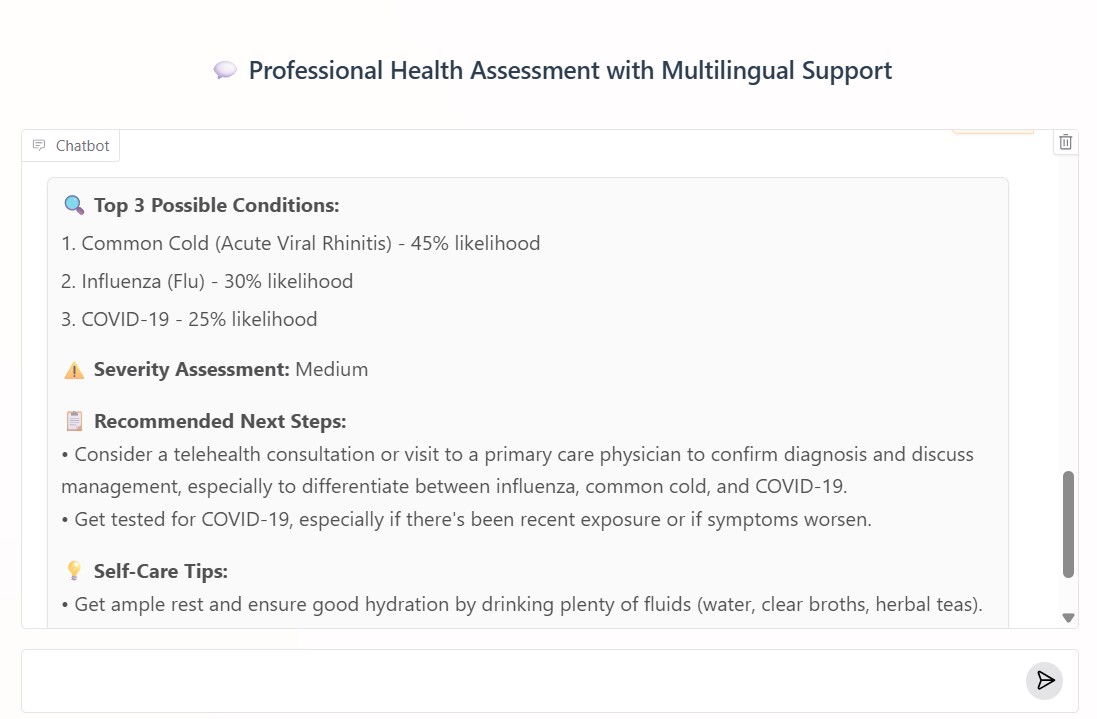 Professional Health Assessment with Multilingual Support
Chatbot
Top 3 Possible Conditions:
1. Common Cold (Acute Viral Rhinitis) - 45% likelihood
2. Influenza (Flu) - 30% likelihood
3. COVID-19 - 25% likelihood
Severity Assessment: Medium
Recommended Next Steps:
• Consider a telehealth consultation or visit to a primary care physician to confirm diagnosis and discuss
management, especially to differentiate between influenza, common cold, and COVID-19.
• Get tested for COVID-19, especially if there's been recent exposure or if symptoms worsen.
Self-Care Tips:
• Get ample rest and ensure good hydration by drinking plenty of fluids (water, clear broths, herbal teas).